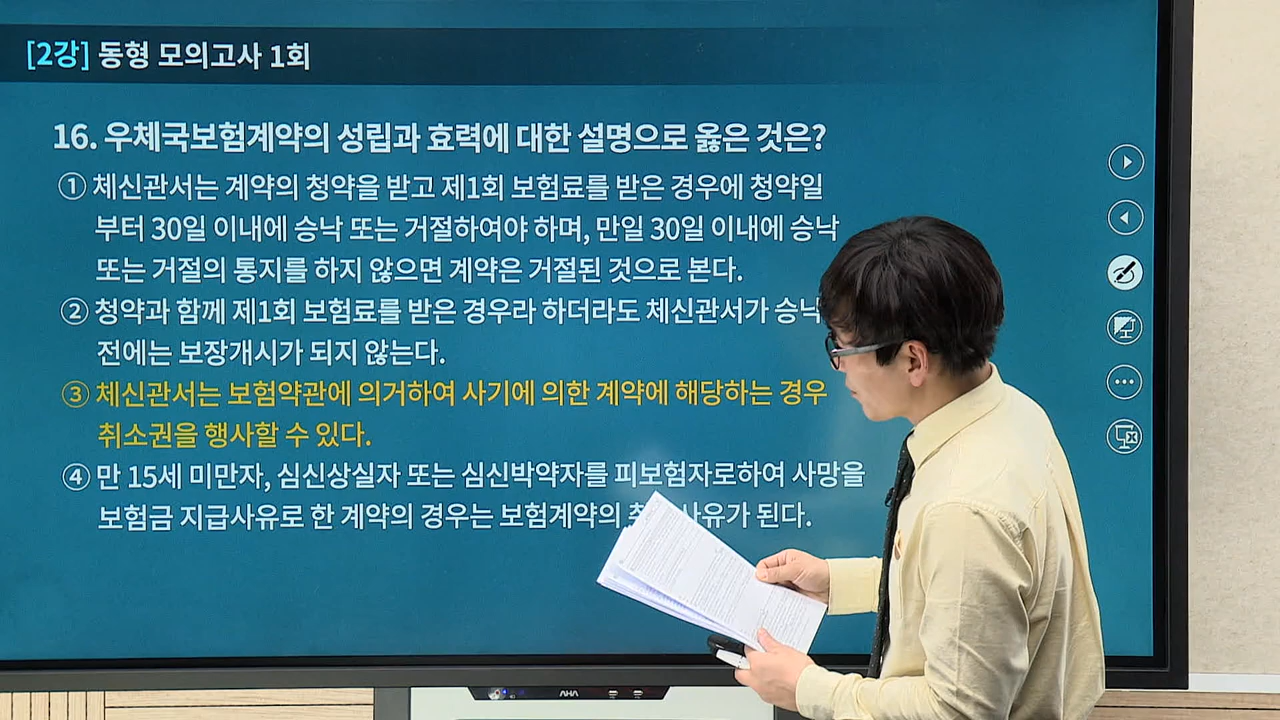 [2강] 동형 모의고사 1회
16. 우체국보험계약의 성립과 효력에 대한 설명으로 옳은 것은?
① 체신관서는 계약의 청약을 받고 제1회 보험료를 받은 경우에 청약일
부터 30일 이내에 승낙 또는 거절하여야 하며, 만일 30일 이내에 승낙
또는 거절의 통지를 하지 않으면 계약은 거절된 것으로 본다.
② 청약과 함께 제1회 보험료를 받은 경우라 하더라도 체신관서가 승낙
전에는 보장개시가 되지 않는다.
③ 체신관서는 보험약관에 의거하여 사기에 의한 계약에 해당하는 경우
취소권을 행사할 수 있다.
④ 만 15세 미만자, 심신상실자 또는 심신박약자를 피보험자로하여 사망을
보험금 지급사유로 한 계약의 경우는 보험계약의 사유가 된다.
AHA